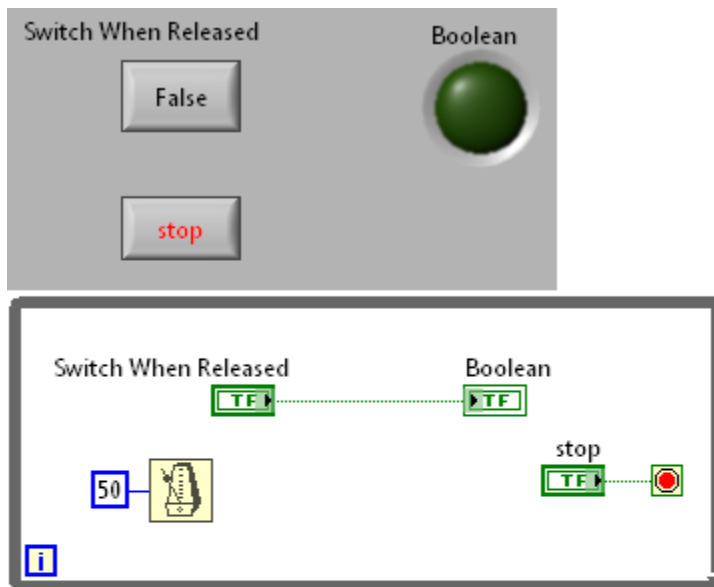 Switch When Released
Boolean
False
stop
Switch When Released
Boolean
TF
TF
stop
TF
50
i